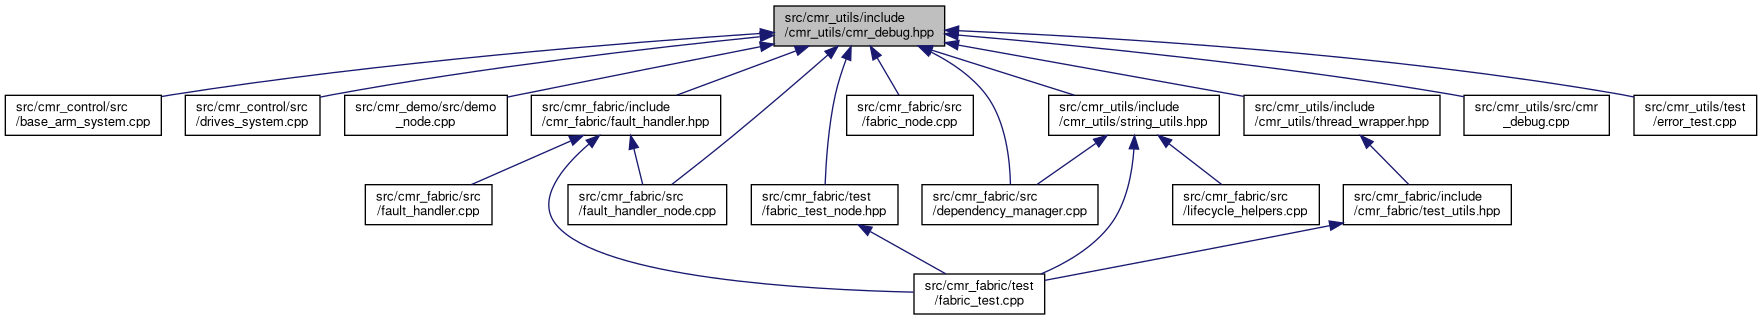 src/cmr_utils/include
/cmr_utils/cmr_debug.hpp
src/cmr_control/src
/base_arm_system.cpp
src/cmr_control/src
/drives_system.cpp
src/cmr_demo/src/demo
_node.cpp
src/cmr_fabric/include
/cmr_fabric/fault_handler.hpp
src/cmr_fabric/src
/fabric_node.cpp
src/cmr_utils/include
/cmr_utils/string_utils.hpp
src/cmr_utils/include
/cmr_utils/thread_wrapper.hpp
src/cmr_utils/src/cmr
_debug.cpp
src/cmr_utils/test
/error_test.cpp
src/cmr_fabric/src
/fault_handler.cpp
src/cmr_fabric/src
/fault_handler_node.cpp
src/cmr_fabric/test
/fabric_test_node.hpp
src/cmr_fabric/src
/dependency_manager.cpp
src/cmr_fabric/src
/lifecycle_helpers.cpp
src/cmr_fabric/include
/cmr_fabric/test_utils.hpp
src/cmr_fabric/test
/fabric_test.cpp